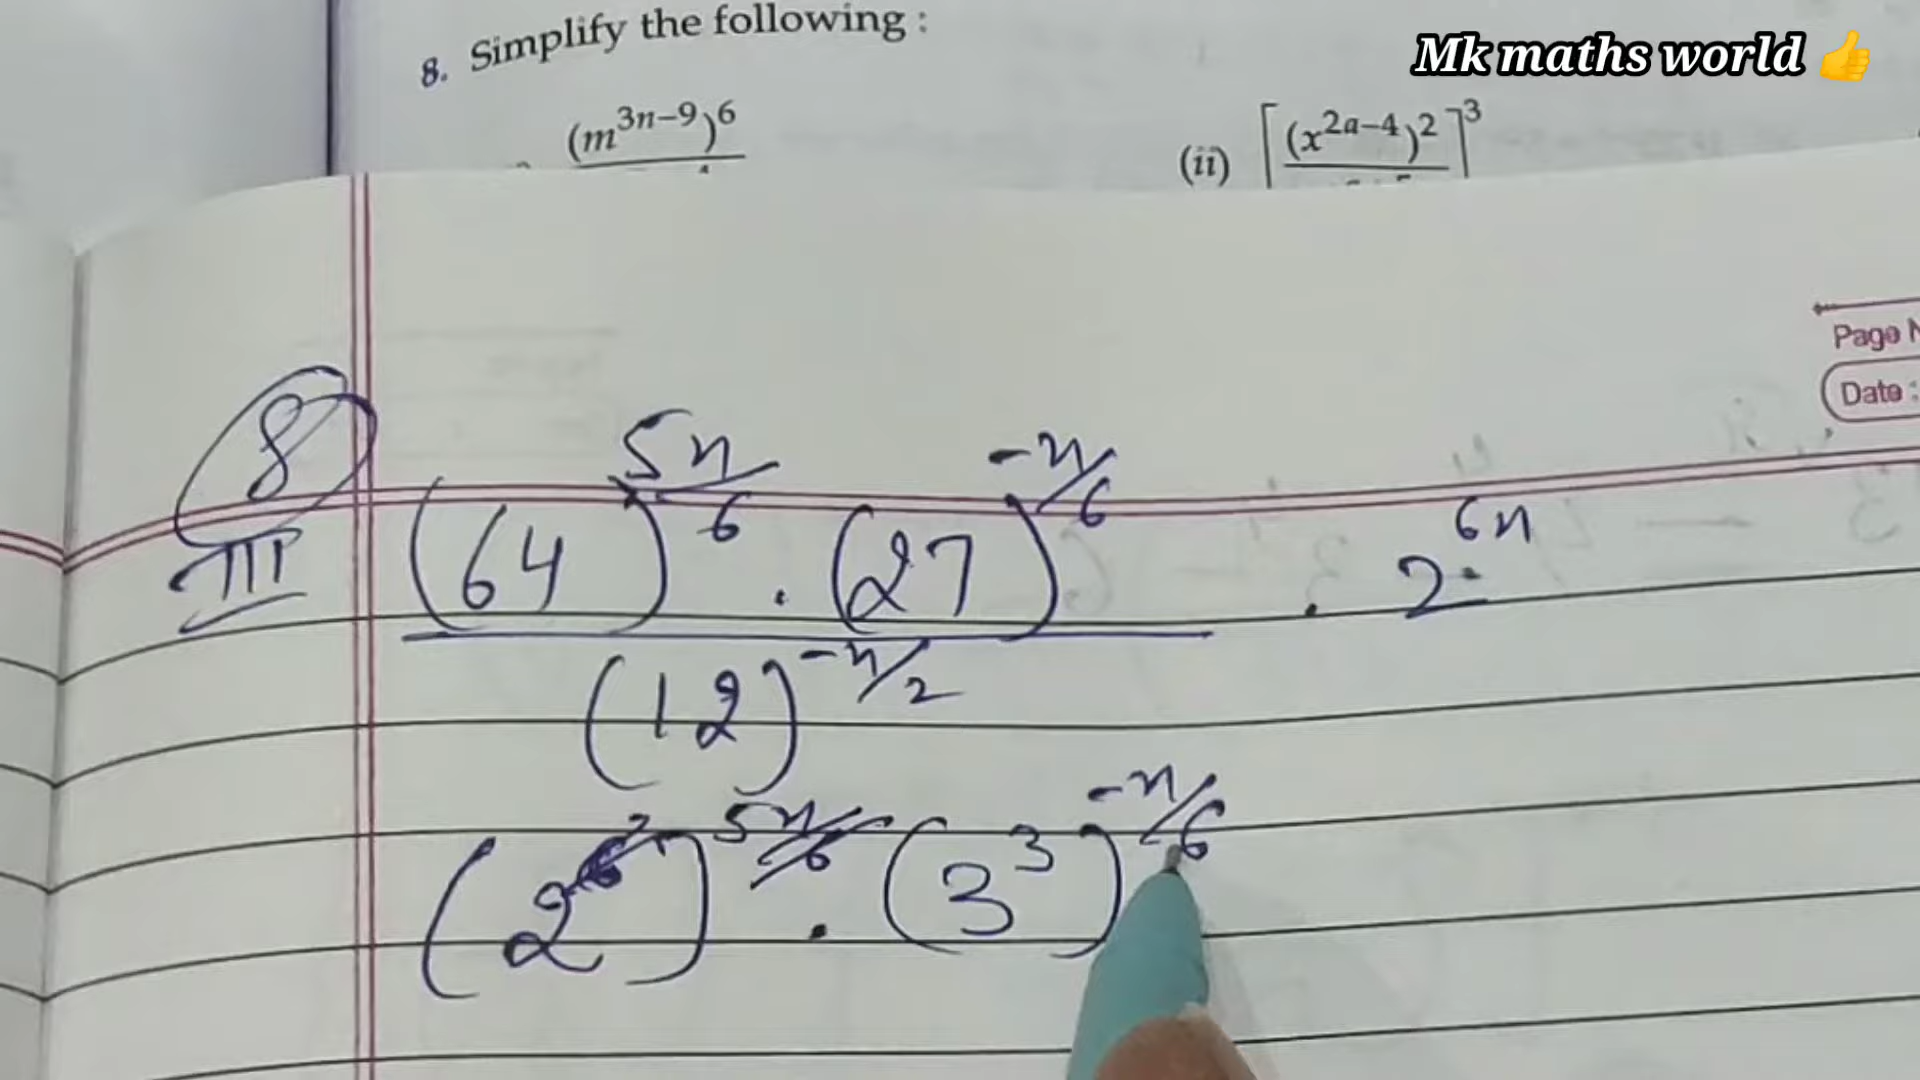 Mk maths world 👍
8. Simplify the following :
(m^{3n-9})^6
(ii) [(x^{2a-4})^2]^3
Page N
Date :
8
III
(64)^{5n/6} . (27)^{-n/6} . 2^{6n}
(12)^{-n/2}
(2^6)^{5n/6} . (3^3)^{-n/6}